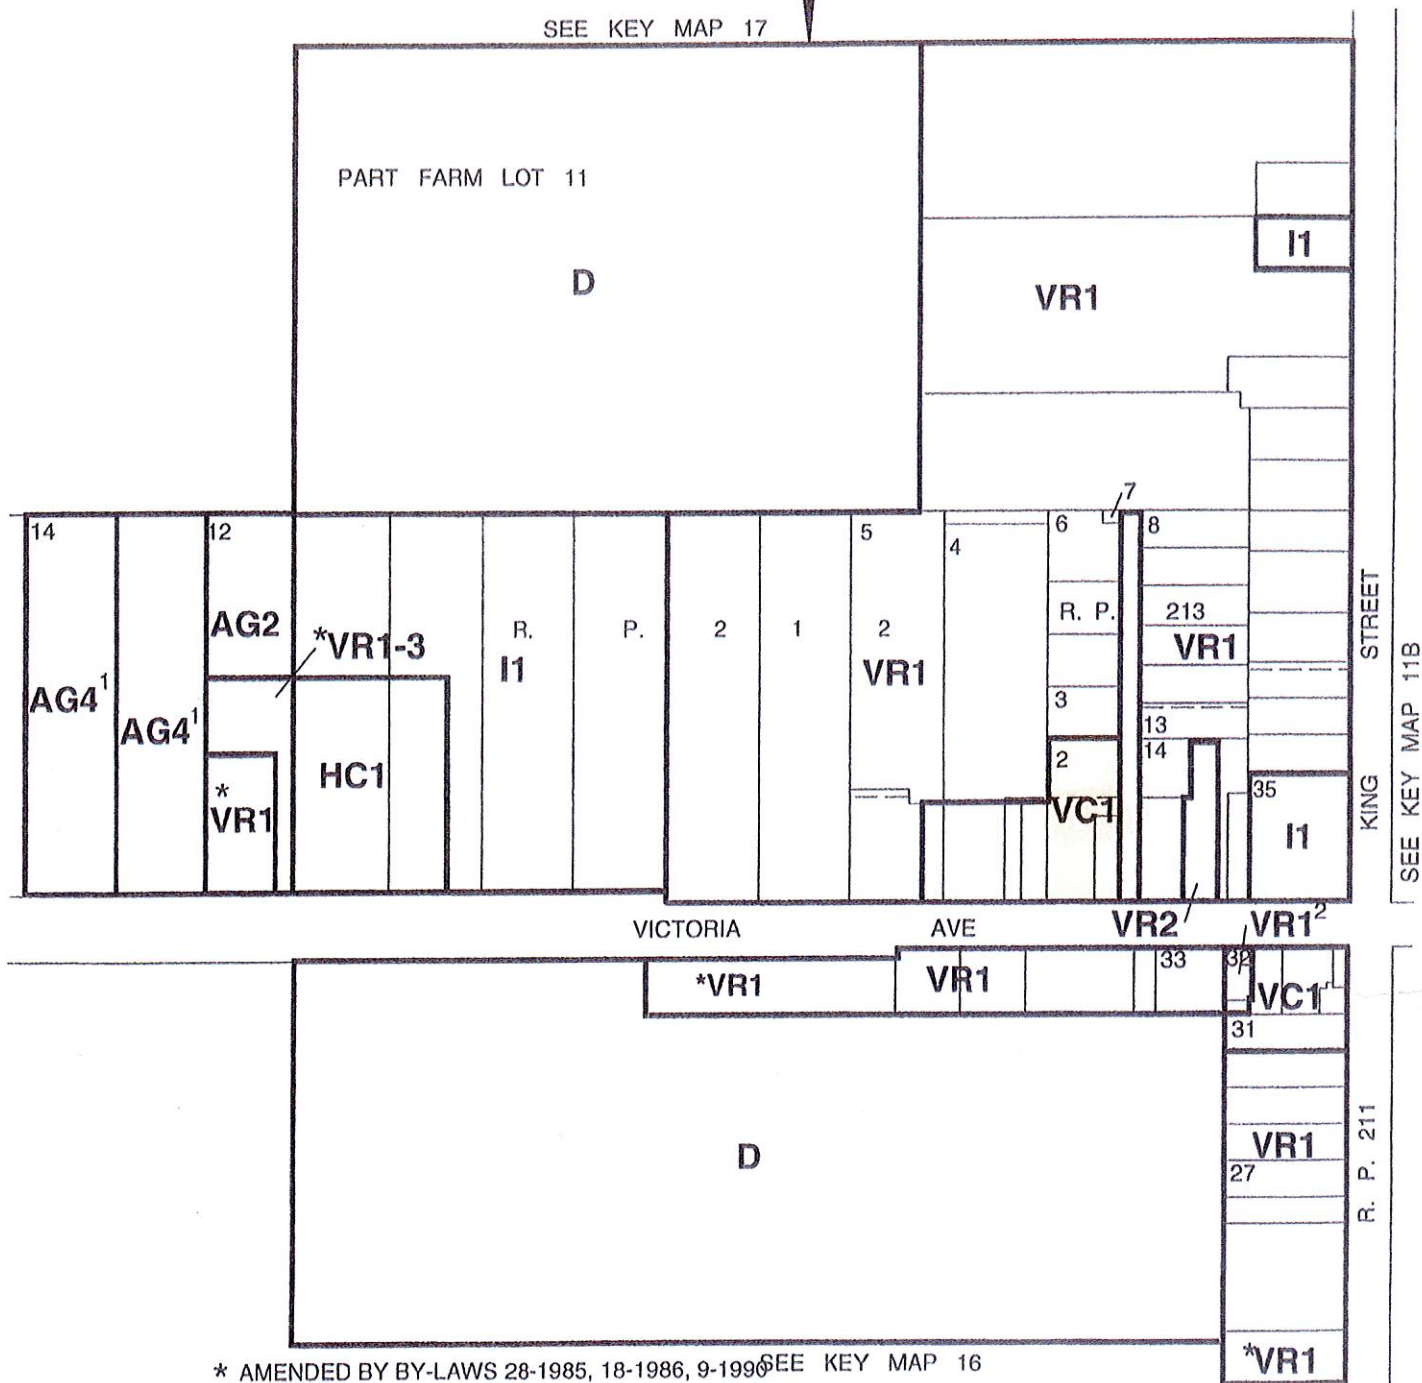 SEE KEY MAP 17
PART FARM LOT 11
D
I1
VR1
7
14
12
5
4
6
8
AG2
*VR1-3
R.
P.
2
1
2
R. P.
213
VR1
I1
VR1
STREET
SEE KEY MAP 11B
AG4¹
AG4¹
3
13
HC1
2
14
35
*
VR1
VC1
I1
KING
VICTORIA AVE
VR2
VR1²
*VR1
VR1
33
32
VC1
31
D
VR1
27
R. P. 211
*VR1
* AMENDED BY BY-LAWS 28-1985, 18-1986, 9-1990
SEE KEY MAP 16